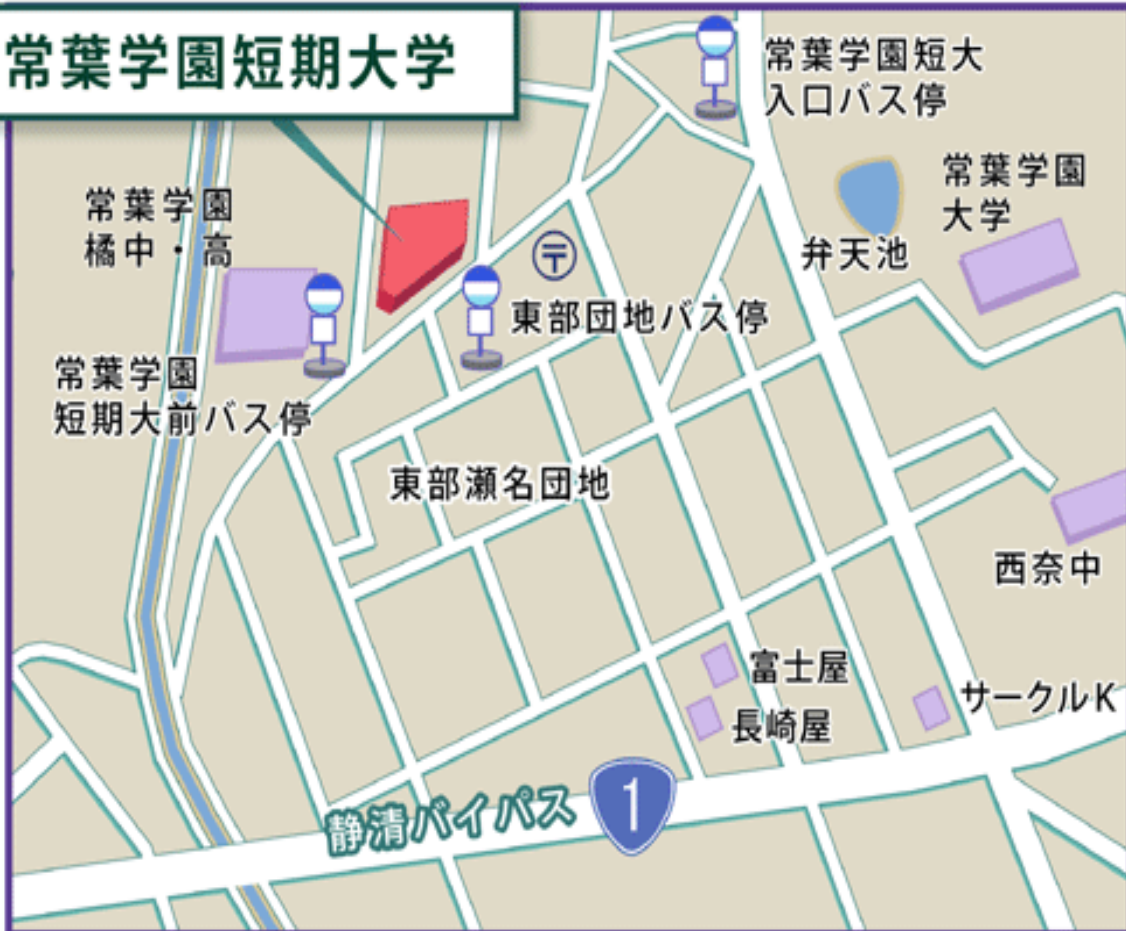 常葉学園短期大学
常葉学園短大
入口バス停
常葉学園
大学
常葉学園
橘中・高
弁天池
〒
東部団地バス停
常葉学園
短期大前バス停
東部瀬名団地
西奈中
富士屋
サークルK
長崎屋
静清バイパス
1